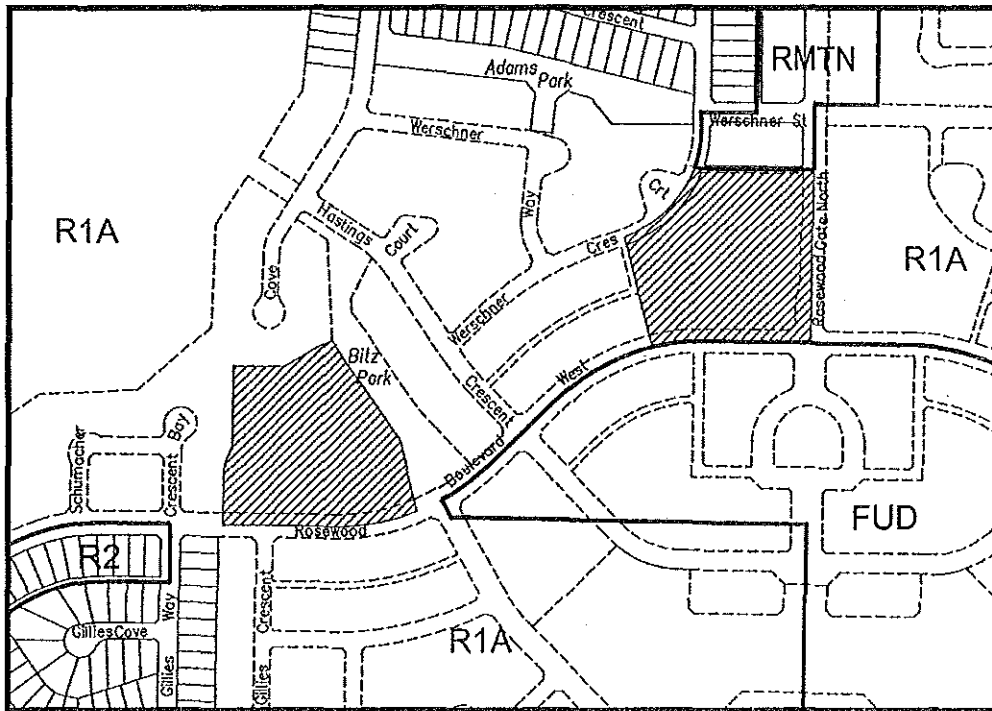 Crescent
RMTN
Adams Park
Werschner St
Werschner
Way
Crt
Cres
Werschner
Rosewood Gate North
R1A
R1A
Hastings
Court
Cove
Bitz
Park
Crescent
West
Boulevard
Rosewood
Schumacher
Bay
Crescent
R2
Gillies Cove
Way
Gillies
Crescent
Gillies
R1A
FUD